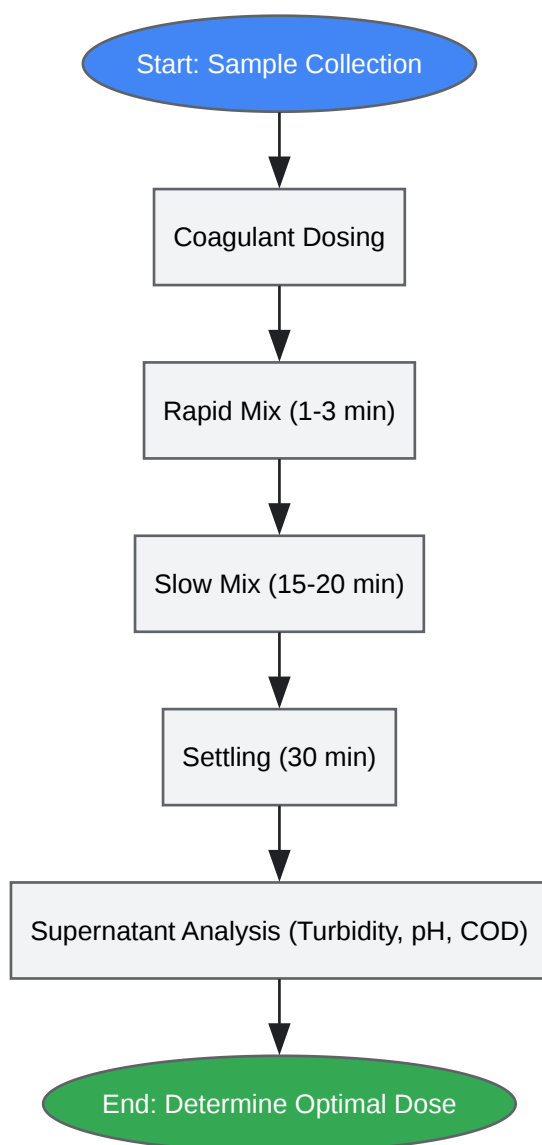 Start: Sample Collection
Coagulant Dosing
Rapid Mix (1-3 min)
Slow Mix (15-20 min)
Settling (30 min)
Supernatant Analysis (Turbidity, pH, COD)
End: Determine Optimal Dose